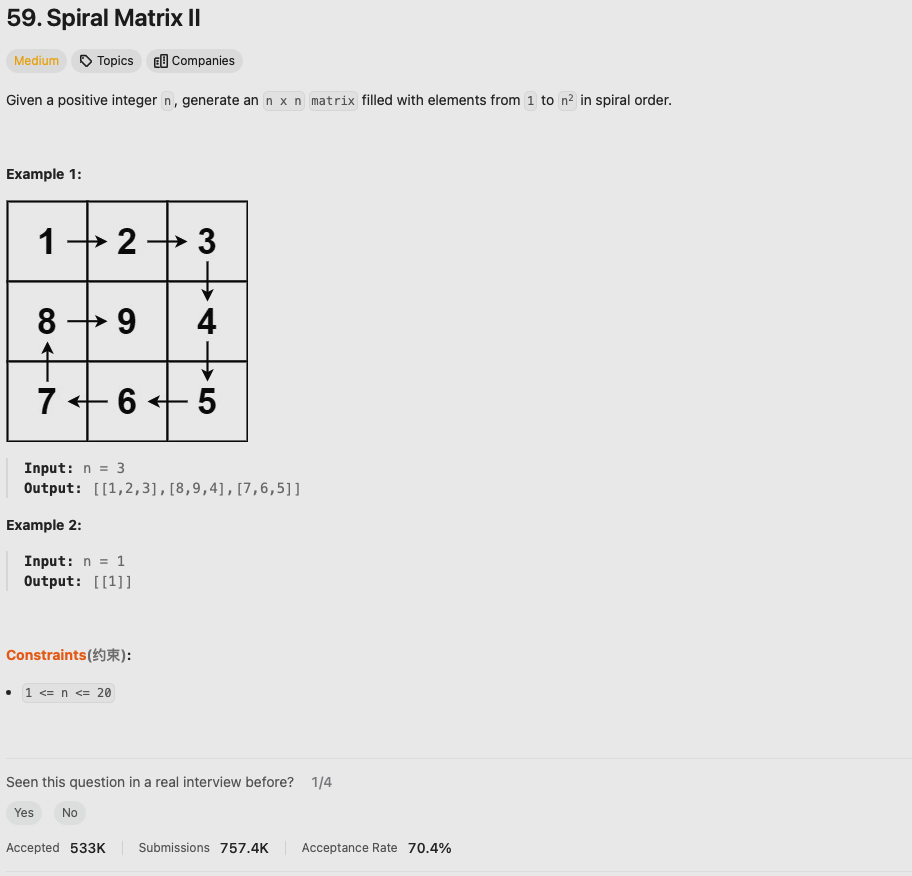 59. Spiral Matrix II
Medium Topics Companies
Given a positive integer n, generate an n x n matrix filled with elements from 1 to n² in spiral order.
Example 1:
1 2 3
8 9 4
7 6 5
Input: n = 3
Output: [[1,2,3],[8,9,4],[7,6,5]]
Example 2:
Input: n = 1
Output: [[1]]
Constraints(约束):
• 1 <= n <= 20
Seen this question in a real interview before? 1/4
Yes No
Accepted 533K Submissions 757.4K Acceptance Rate 70.4%